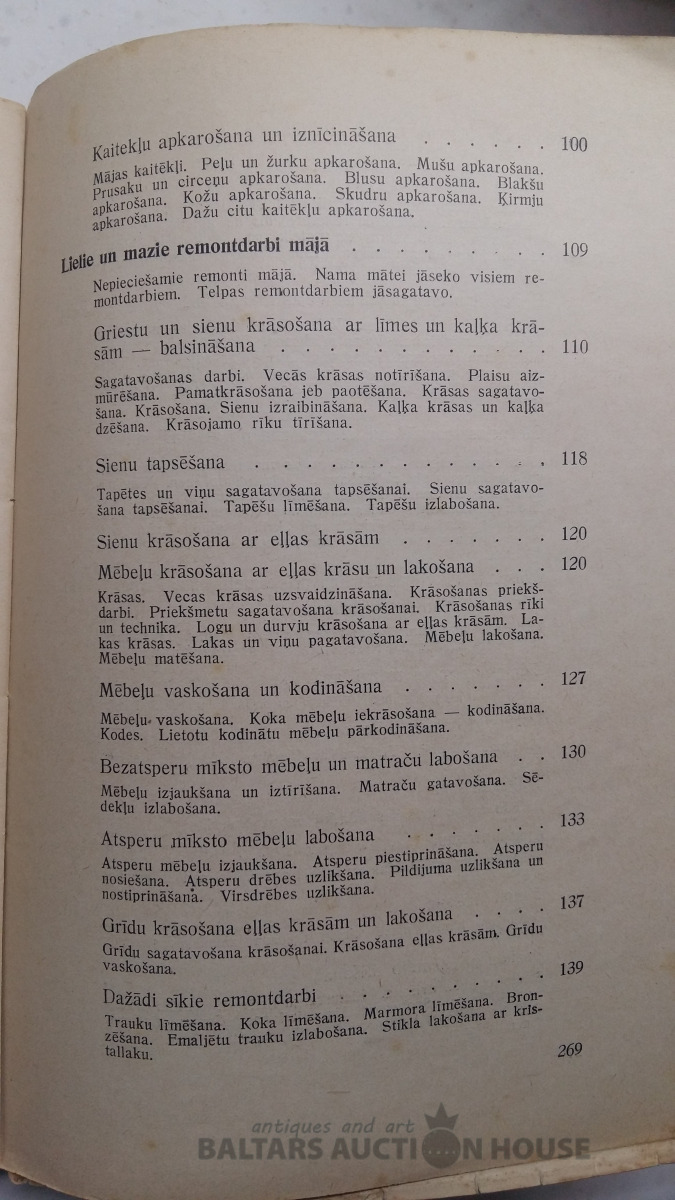 Kaitekļu apkarošana un iznīcināšana . . . . . . 100
Mājas kaitēkļi. Peļu un žurku apkarošana. Mušu apkarošana.
Prusaku un circeņu apkarošana. Blusu apkarošana. Blakšu
apkarošana. Kožu apkarošana. Skudru apkarošana. Ķirmju
apkarošana. Dažu citu kaitēkļu apkarošana.
Lielie un mazie remontdarbi mājā . . . . . . . . . 109
Nepieciešamie remonti mājā. Nama mātei jāseko visiem re-
montdarbiem. Telpas remontdarbiem jāsagatavo.
Griestu un sienu krāsošana ar līmes un kaļķa krā-
sām — balsināšana . . . . . . . . . . . . 110
Sagatavošanas darbi. Vecās krāsas notīrīšana. Plaisu aiz-
mūrēšana. Pamatkrāsošana jeb paotēšana. Krāsas sagatavo-
šana. Krāsošana. Sienu izraibināšana. Kaļķa krāsas un kaļķa
dzēšana. Krāsojamo rīku tīrīšana.
Sienu tapsēšana . . . . . . . . . . . . . 118
Tapētes un viņu sagatavošana tapsēšanai. Sienu sagatavo-
šana tapsēšanai. Tapēšu līmēšana. Tapēšu izlabošana.
Sienu krāsošana ar eļļas krāsām . . . . . . . 120
Mēbeļu krāsošana ar eļļas krāsu un lakošana . . . 120
Krāsas. Vecas krāsas uzsvaidzināšana. Krāsošanas priekš-
darbi. Priekšmetu sagatavošana krāsošanai. Krāsošanas rīki
un technika. Logu un durvju krāsošana ar eļļas krāsām. La-
kas krāsas. Lakas un viņu pagatavošana. Mēbeļu lakošana.
Mēbeļu matēšana.
Mēbeļu vaskošana un kodināšana . . . . . . . 127
Mēbeļu vaskošana. Koka mēbeļu iekrāsošana — kodināšana.
Kodes. Lietotu kodinātu mēbeļu pārkodināšana.
Bezatsperu mīksto mēbeļu un matraču labošana . . 130
Mēbeļu izjaukšana un iztīrīšana. Matraču gatavošana. Sē-
dekļu izlabošana.
Atsperu mīksto mēbeļu labošana . . . . . . 133
Atsperu mēbeļu izjaukšana. Atsperu piestiprināšana. Atsperu
nosiešana. Atsperu drēbes uzlikšana. Pildījuma uzlikšana un
nostiprināšana. Virsdrēbes uzlikšana.
Grīdu krāsošana eļļas krāsām un lakošana . . . . 137
Grīdu sagatavošana krāsošanai. Krāsošana eļļas krāsām. Grīdu
vaskošana.
Dažādi sīkie remontdarbi . . . . . . . . . 139
Trauku līmēšana. Koka līmēšana. Marmora līmēšana. Bron-
zēšana. Emaljētu trauku izlabošana. Stikla lakošana ar kris-
tallaku.
269
antiques and art
BALTARS AUCTION HOUSE